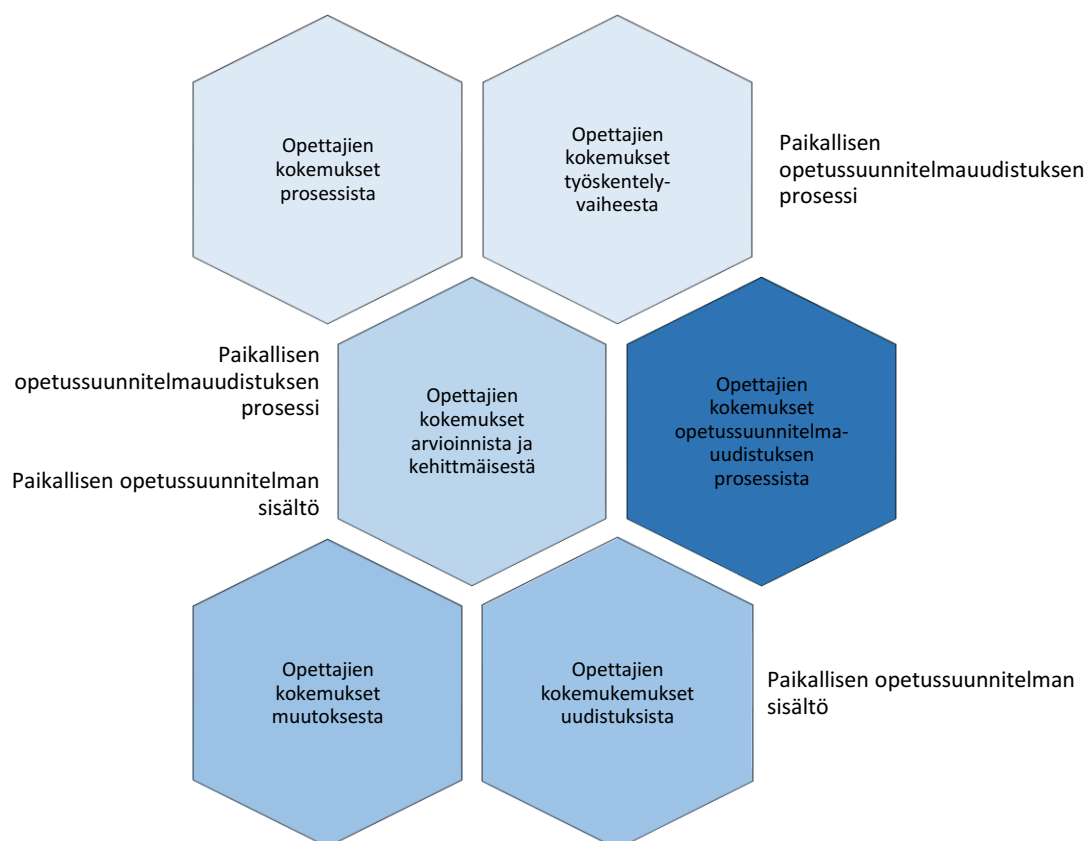 Opettajien
kokemukset
prosessista
Opettajien
kokemukset
työskentely-
vaiheesta
Paikallisen
opetussuunnitelmauudistuksen
prosessi
Paikallisen
opetussuunnitelmauudistuksen
prosessi
Paikallisen opetussuunnitelman
sisältö
Opettajien
kokemukset
arvioinnista ja
kehittmäisestä
Opettajien
kokemukset
opetussuunnitelma-
uudistuksen
prosessista
Opettajien
kokemukset
muutoksesta
Opettajien
kokemukemukset
uudistuksista
Paikallisen opetussuunnitelman
sisältö